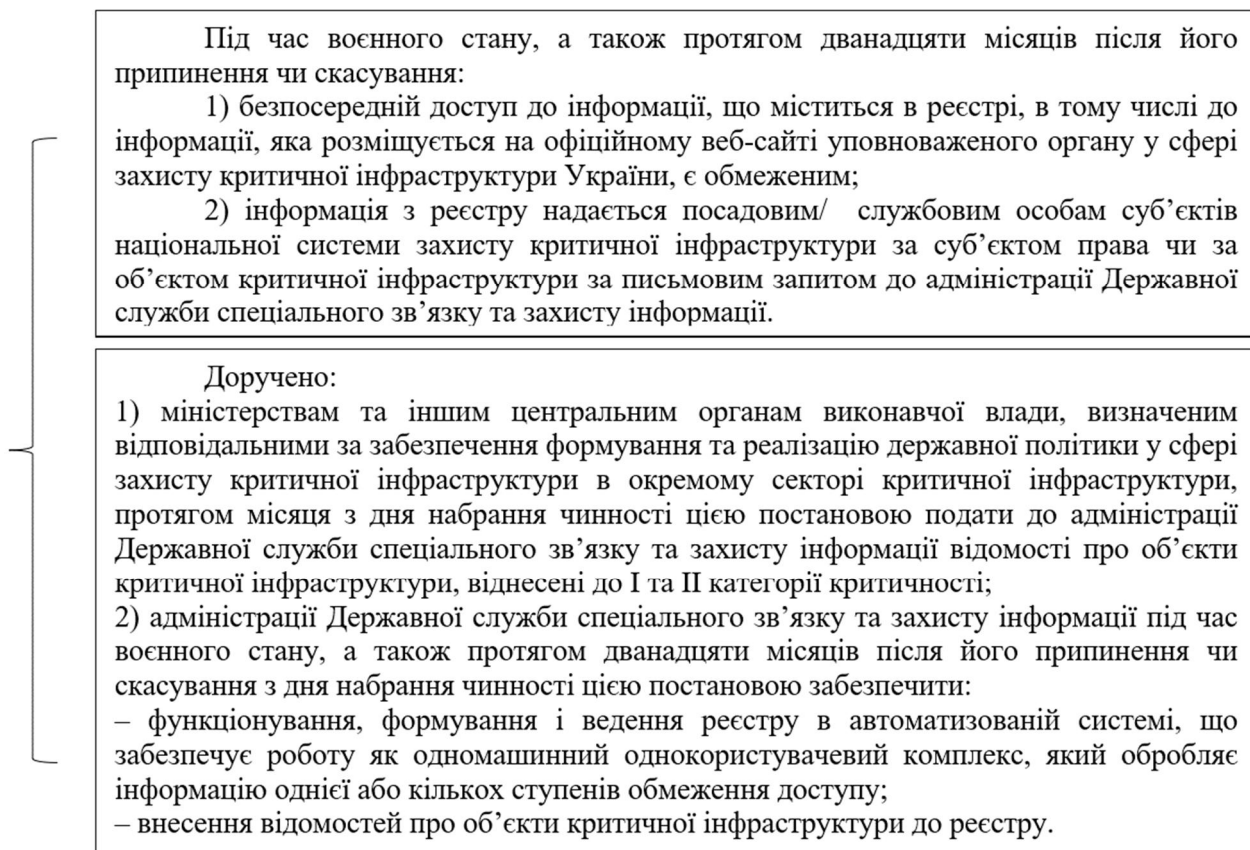 Під час воєнного стану, а також протягом дванадцяти місяців після його
припинення чи скасування:
1) безпосередній доступ до інформації, що міститься в реєстрі, в тому числі до
інформації, яка розміщується на офіційному веб-сайті уповноваженого органу у сфері
захисту критичної інфраструктури України, є обмеженим;
2) інформація з реєстру надається посадовим/ службовим особам суб’єктів
національної системи захисту критичної інфраструктури за суб’єктом права чи за
об’єктом критичної інфраструктури за письмовим запитом до адміністрації Державної
служби спеціального зв’язку та захисту інформації.
Доручено:
1) міністерствам та іншим центральним органам виконавчої влади, визначеним
відповідальними за забезпечення формування та реалізацію державної політики у сфері
захисту критичної інфраструктури в окремому секторі критичної інфраструктури,
протягом місяця з дня набрання чинності цією постановою подати до адміністрації
Державної служби спеціального зв’язку та захисту інформації відомості про об’єкти
критичної інфраструктури, віднесені до I та II категорії критичності;
2) адміністрації Державної служби спеціального зв’язку та захисту інформації під час
воєнного стану, а також протягом дванадцяти місяців після його припинення чи
скасування з дня набрання чинності цією постановою забезпечити:
– функціонування, формування і ведення реєстру в автоматизованій системі, що
забезпечує роботу як одномашинний однокористувачевий комплекс, який обробляє
інформацію однієї або кількох ступенів обмеження доступу;
– внесення відомостей про об’єкти критичної інфраструктури до реєстру.